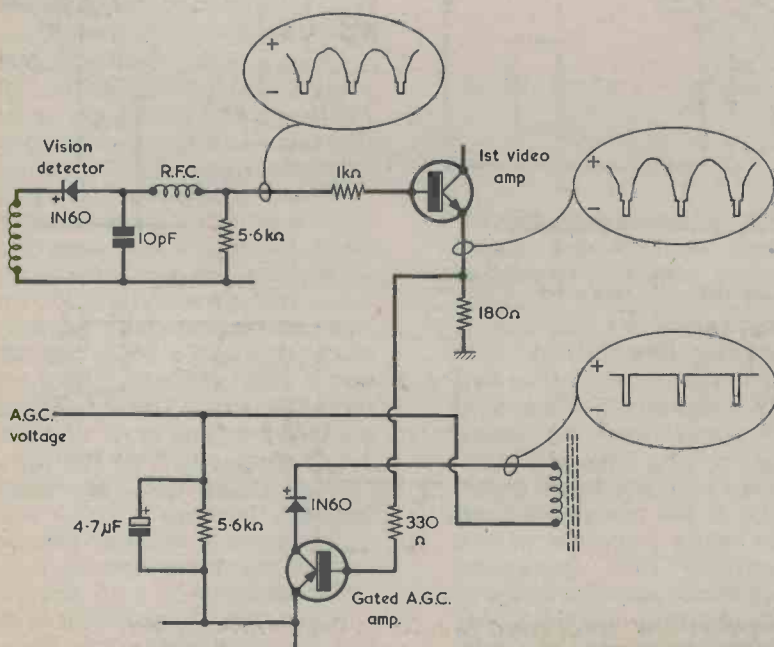 +
−
Vision
detector
R.F.C.
1kΩ
1st video
amp
+
−
+
1N60
10pF
5·6kΩ
180Ω
+
−
A.G.C.
voltage
+
1N60
+
4·7µF
5·6kΩ
330
Ω
Gated A.G.C.
amp.